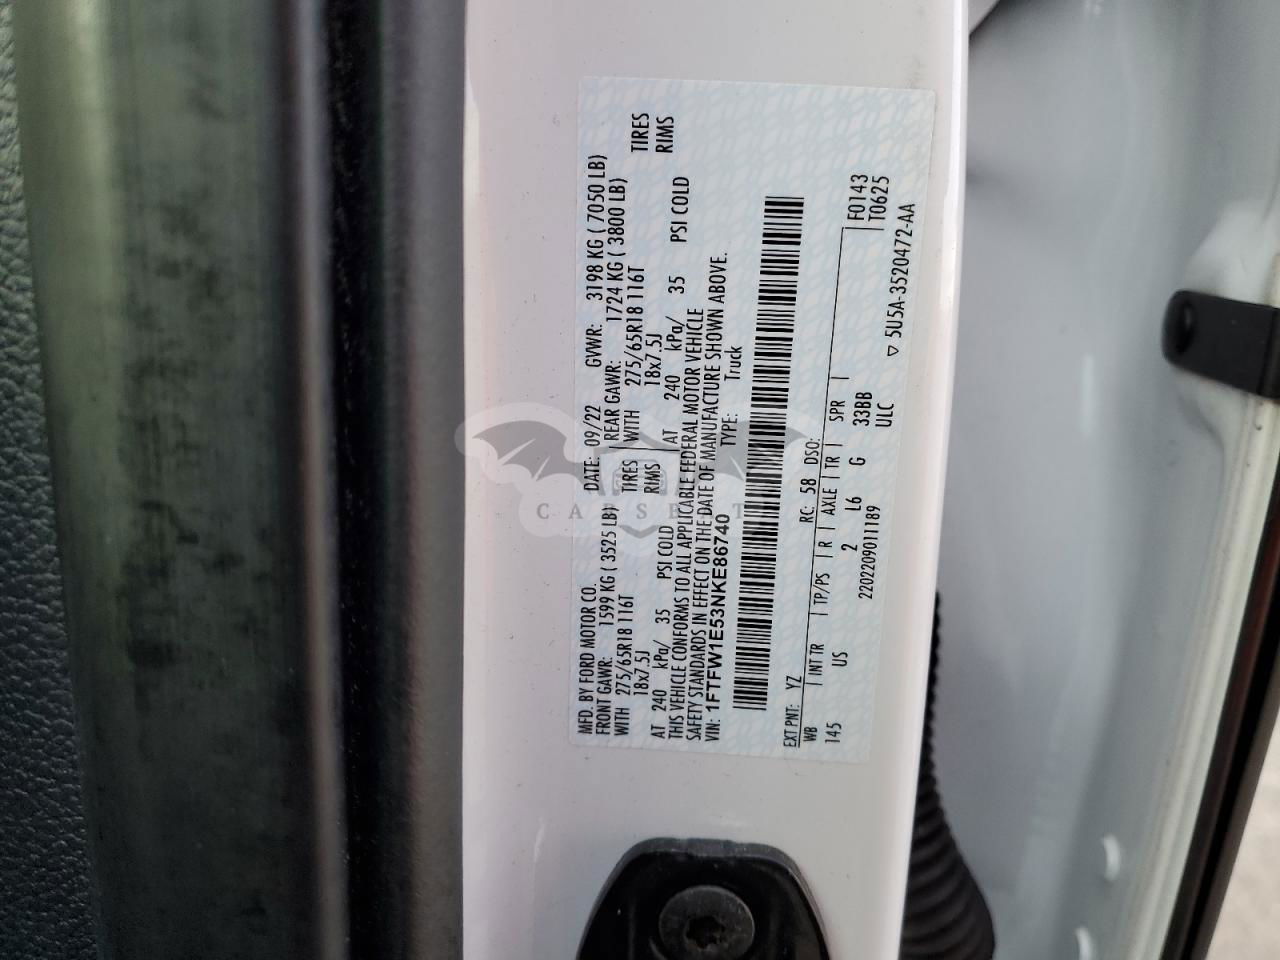 MFD. BY FORD MOTOR CO. DATE: 09/22 GVWR: 3198 KG ( 7050 LB)
FRONT GAWR: 1599 KG ( 3525 LB) REAR GAWR: 1724 KG ( 3800 LB)
WITH 275/65R18 116T TIRES WITH 275/65R18 116T TIRES
18x7.5J RIMS 18x7.5J RIMS
AT 240 kPa/ 35 PSI COLD AT 240 kPa/ 35 PSI COLD
THIS VEHICLE CONFORMS TO ALL APPLICABLE FEDERAL MOTOR VEHICLE
SAFETY STANDARDS IN EFFECT ON THE DATE OF MANUFACTURE SHOWN ABOVE.
VIN: 1FTFW1E53NKE86740 TYPE: Truck
EXT PNT: YZ RC: 58 DSO: F0143
WB INT TR TP/PS R AXLE TR SPR T0625
145 US 2 L6 G 33BB
2202209011189 ULC ▽ 5U5A-3520472-AA